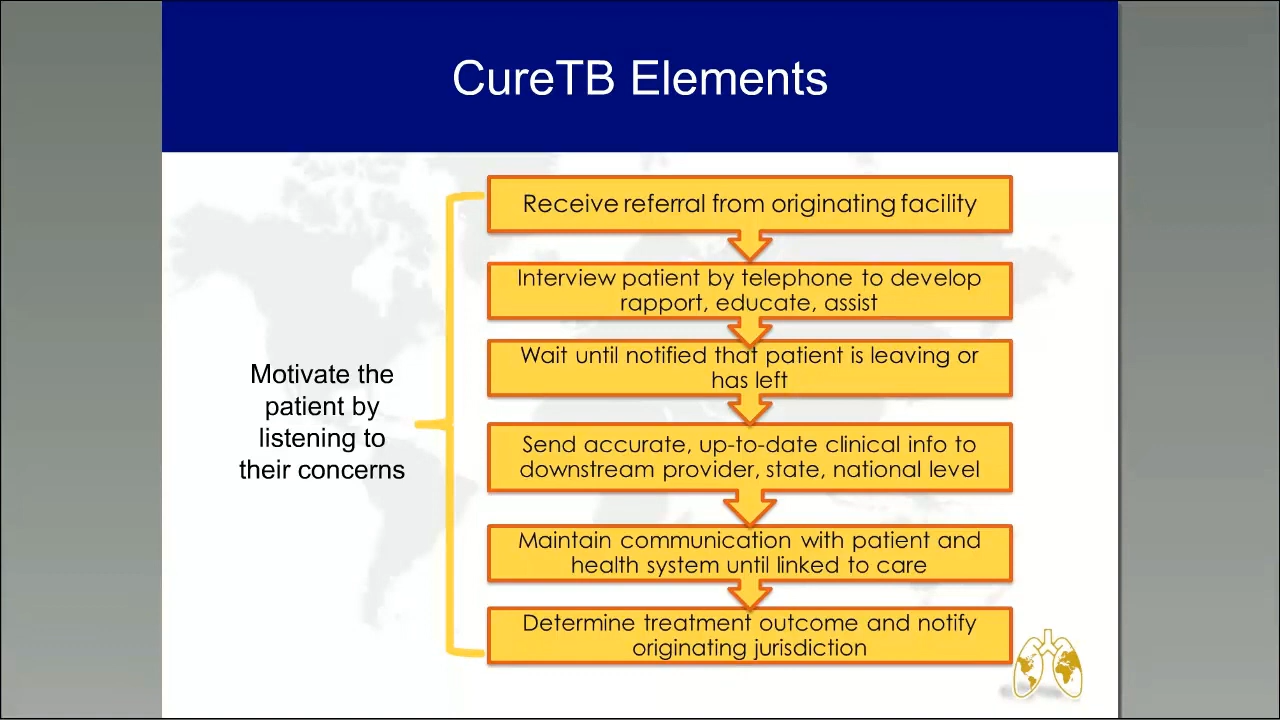 CureTB Elements
Motivate the
patient by
listening to
their concerns
Receive referral from originating facility
Interview patient by telephone to develop
rapport, educate, assist
Wait until notified that patient is leaving or
has left
Send accurate, up-to-date clinical info to
downstream provider, state, national level
Maintain communication with patient and
health system until linked to care
Determine treatment outcome and notify
originating jurisdiction